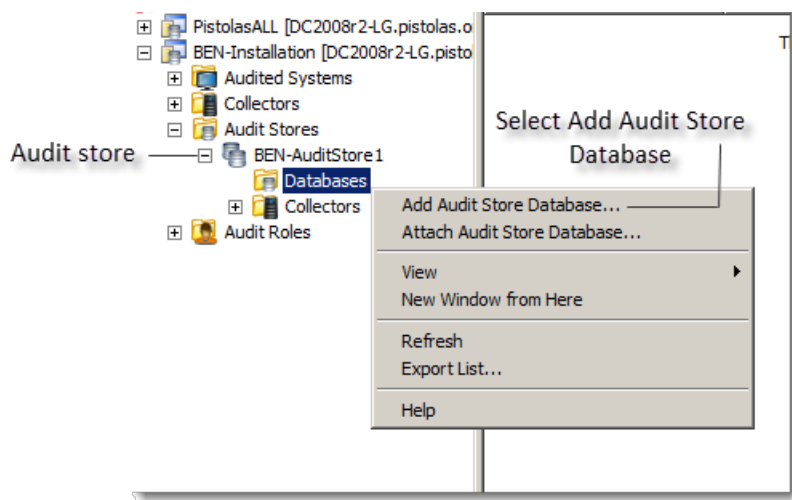 PistolasALL [DC2008r2-LG.pistolas.o
BEN-Installation [DC2008r2-LG.pisto
Audited Systems
Collectors
Audit Stores
Audit store
BEN-AuditStore1
Databases
Collectors
Audit Roles
T
Select Add Audit Store
Database
Add Audit Store Database...
Attach Audit Store Database...
View
New Window from Here
Refresh
Export List...
Help